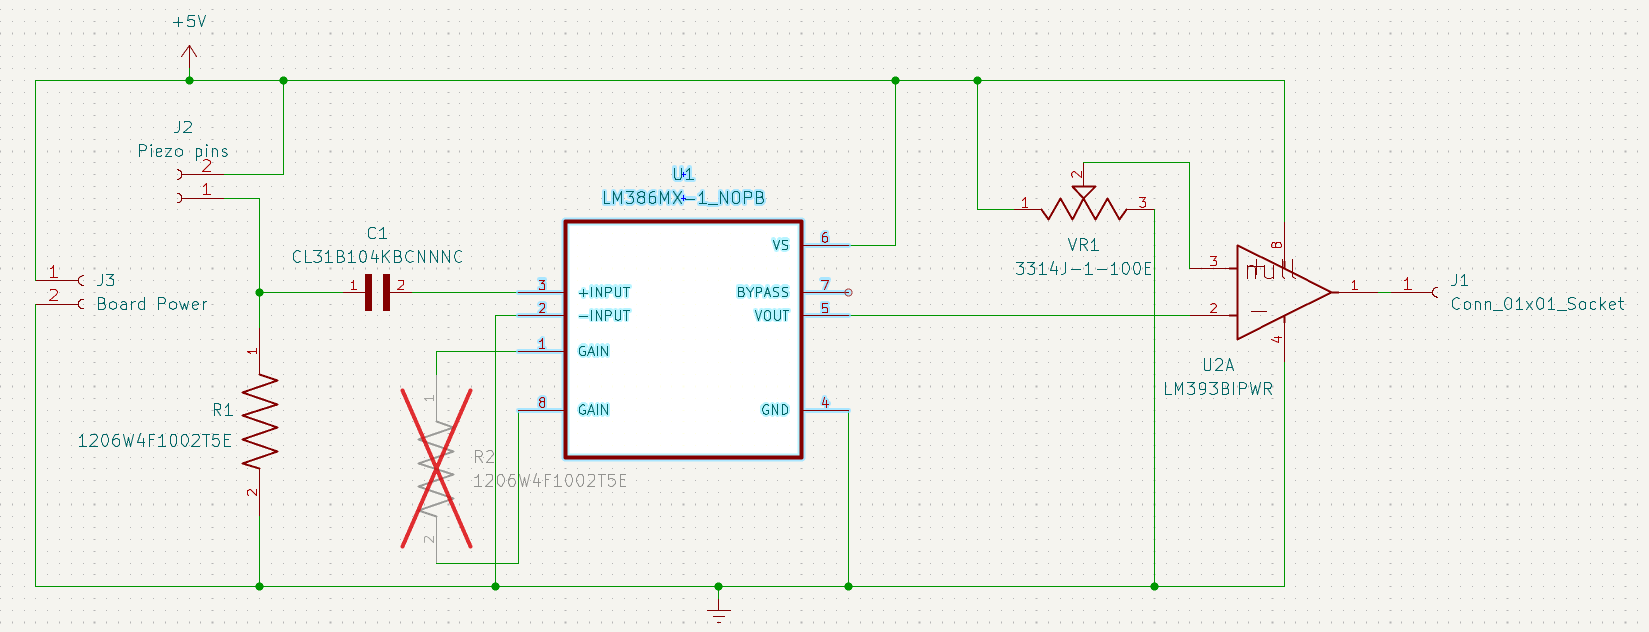 +5V
J2
Piezo pins
2
1
1
J3
2
Board Power
C1
CL31B104KBCNNNC
1
2
1
R1
1206W4F1002T5E
2
1
R2
1206W4F1002T5E
2
U1
LM386MX-1_NOPB
3
+INPUT
2
-INPUT
1
GAIN
8
GAIN
VS
6
BYPASS
7
VOUT
5
GND
4
2
1
3
VR1
3314J-1-100E
8
3
+
2
-
4
1
U2A
LM393BIPWR
1
J1
Conn_01x01_Socket